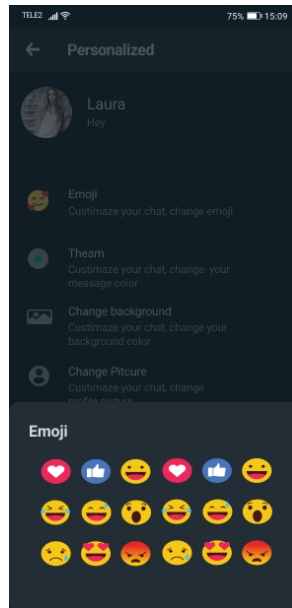 TELE2 75% 15:09
Personalized
Laura
Hey
Emoji
Custimaze your chat, change emoji
Thearn
Custimaze your chat, change your
message color
Change background
Custimaze your chat, change your
background color
Change Pitcure
Custimaze your chat, change
profile picture
Emoji